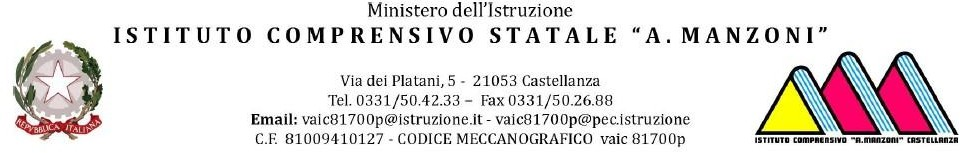 Ministero dell’Istruzione
ISTITUTO COMPRENSIVO STATALE “A. MANZONI”
Via dei Platani, 5 - 21053 Castellanza
Tel. 0331/50.42.33 – Fax 0331/50.26.88
Email: vaic81700p@istruzione.it - vaic81700p@pec.istruzione
C.F. 81009410127 - CODICE MECCANOGRAFICO vaic 81700p
REPVBBLICA ITALIANA
ISTITUTO COMPRENSIVO "A.MANZONI" CASTELLANZA